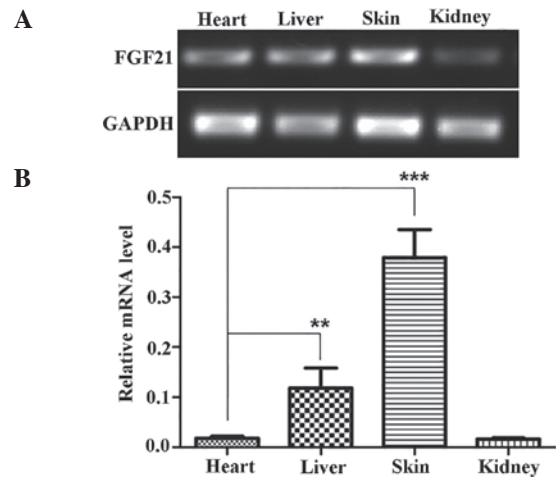 A
Heart Liver Skin Kidney
FGF21
GAPDH
B
Relative mRNA level
0.5
0.4
0.3
0.2
0.1
0.0
***
**
Heart Liver Skin Kidney